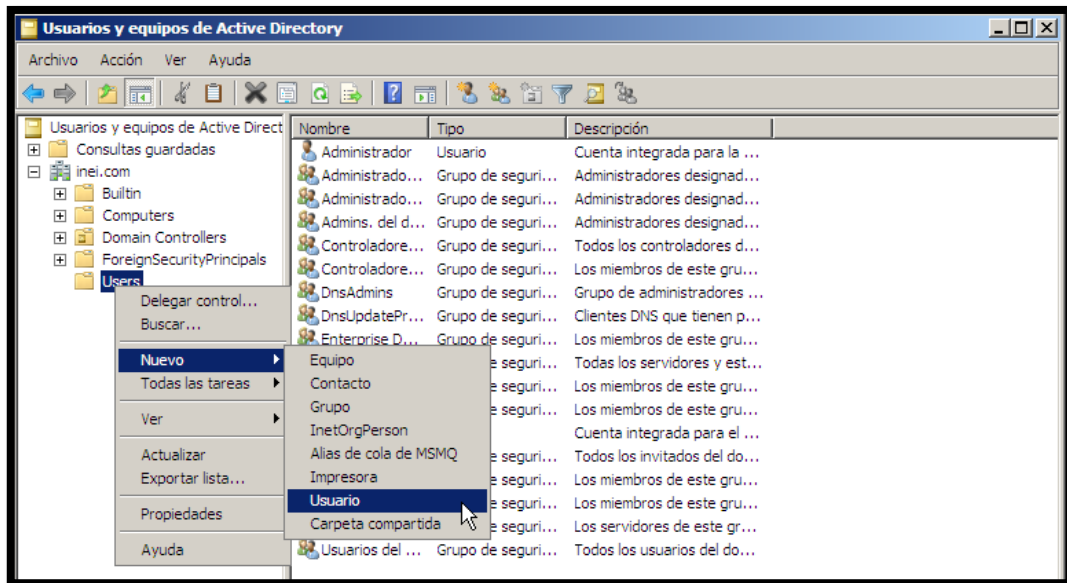 Usuarios y equipos de Active Directory
Archivo Acción Ver Ayuda
Usuarios y equipos de Active Direct
Consultas guardadas
inei.com
Builtin
Computers
Domain Controllers
ForeignSecurityPrincipals
Users
Nombre Tipo Descripción
Administrador Usuario Cuenta integrada para la ...
Administrado... Grupo de seguri... Administradores designad...
Administrado... Grupo de seguri... Administradores designad...
Admins. del d... Grupo de seguri... Administradores designad...
Controladore... Grupo de seguri... Todos los controladores d...
Controladore... Grupo de seguri... Los miembros de este gru...
DnsAdmins Grupo de seguri... Grupo de administradores ...
DnsUpdatePr... Grupo de seguri... Clientes DNS que tienen p...
Enterprise D... Grupo de seguri... Los miembros de este gru...
e seguri... Todas los servidores y est...
e seguri... Los miembros de este gru...
e seguri... Los miembros de este gru...
Cuenta integrada para el ...
e seguri... Todos los invitados del do...
e seguri... Los miembros de este gru...
e seguri... Los miembros de este gru...
e seguri... Los servidores de este gr...
Usuarios del ... Grupo de seguri... Todos los usuarios del do...
Delegar control...
Buscar...
Nuevo
Todas las tareas
Ver
Actualizar
Exportar lista...
Propiedades
Ayuda
Equipo
Contacto
Grupo
InetOrgPerson
Alias de cola de MSMQ
Impresora
Usuario
Carpeta compartida